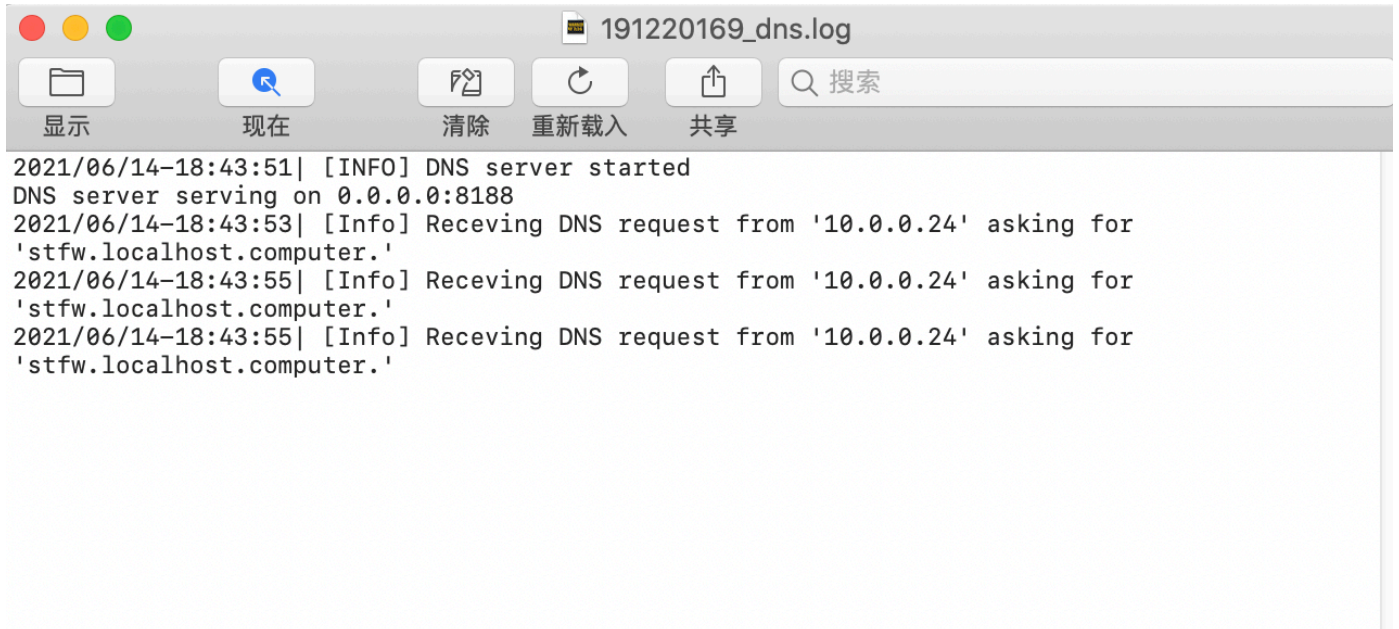 191220169_dns.log
搜索
显示
现在
清除
重新载入
共享
2021/06/14-18:43:51| [INFO] DNS server started
DNS server serving on 0.0.0.0:8188
2021/06/14-18:43:53| [Info] Receving DNS request from '10.0.0.24' asking for
'stfw.localhost.computer.'
2021/06/14-18:43:55| [Info] Receving DNS request from '10.0.0.24' asking for
'stfw.localhost.computer.'
2021/06/14-18:43:55| [Info] Receving DNS request from '10.0.0.24' asking for
'stfw.localhost.computer.'